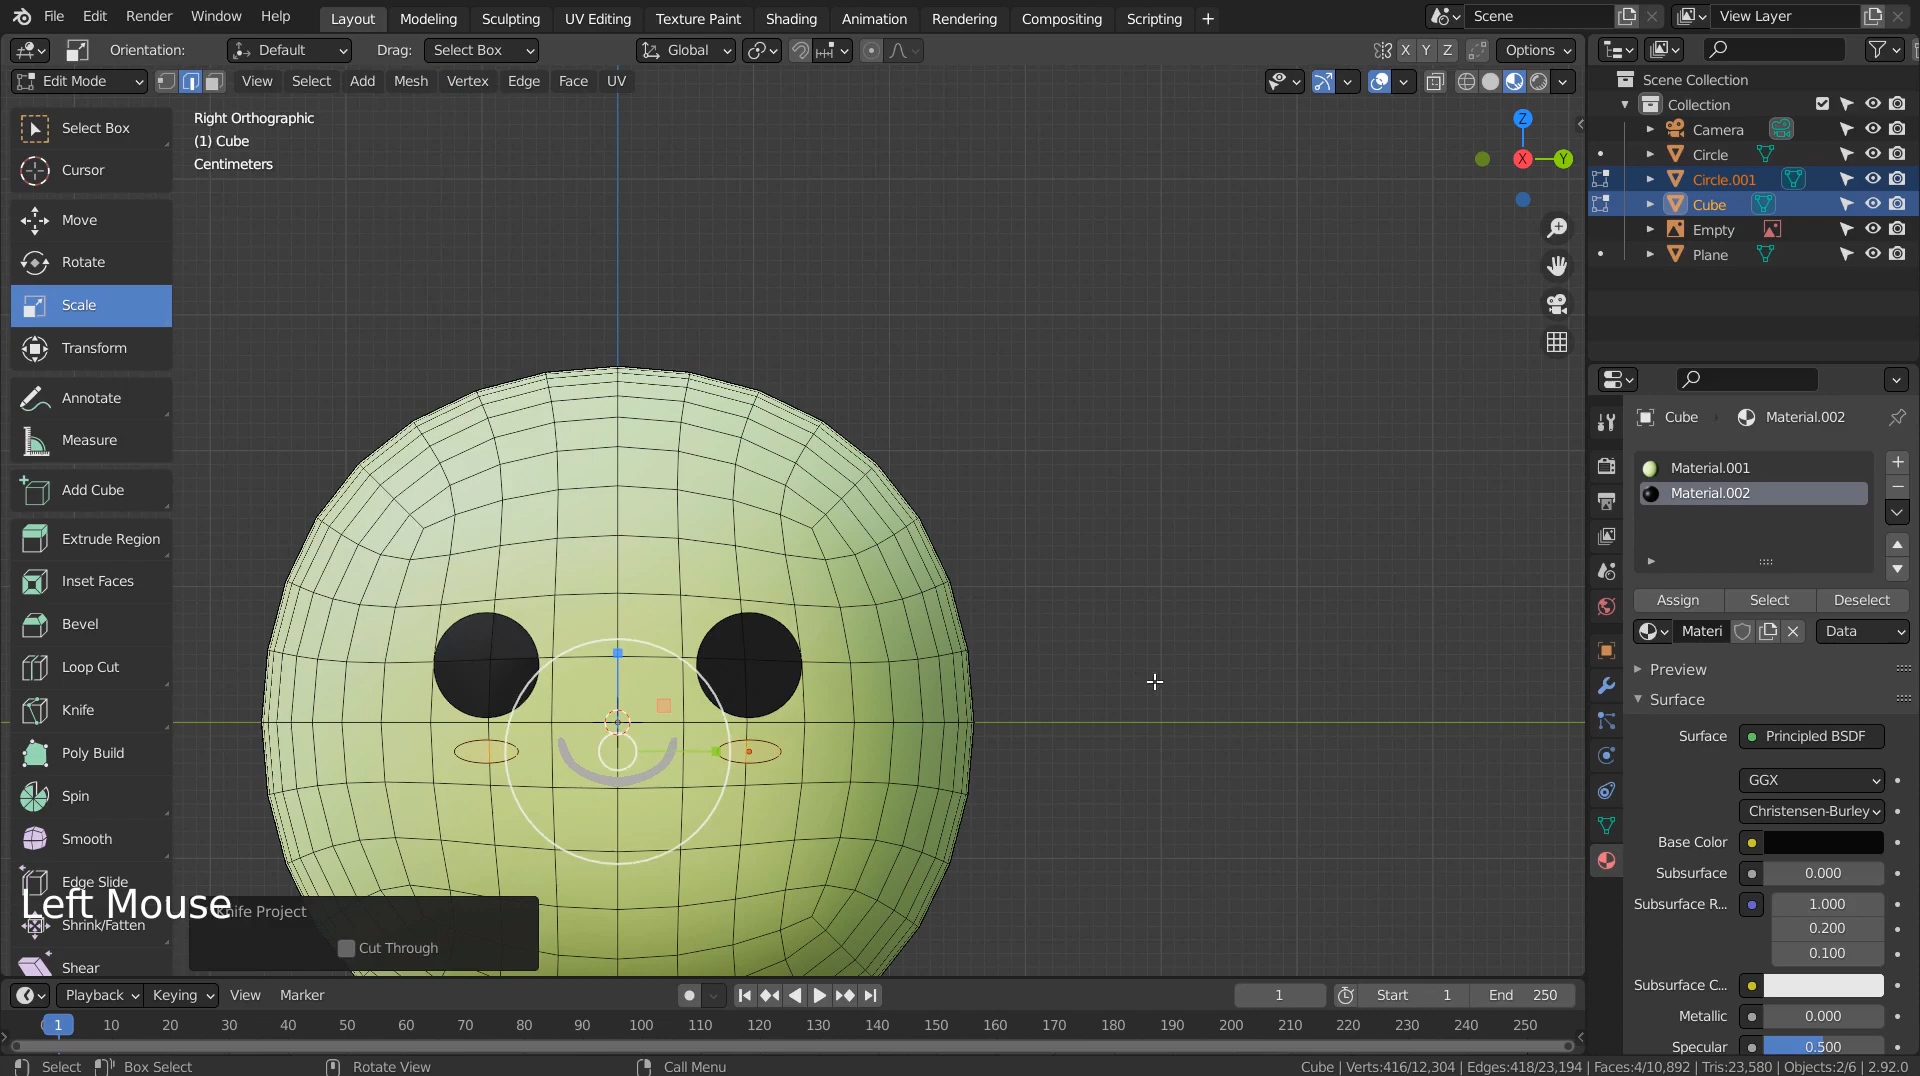 File Edit Render Window Help Layout Modeling Sculpting UV Editing Texture Paint Shading Animation Rendering Compositing Scripting + Scene View Layer
Orientation: Default Drag: Select Box Global X Y Z Options
Edit Mode View Select Add Mesh Vertex Edge Face UV
Scene Collection
Collection
Camera
Circle
Circle.001
Cube
Empty
Plane
Right Orthographic
(1) Cube
Centimeters
Z
X
Y
Select Box
Cursor
Move
Rotate
Scale
Transform
Annotate
Measure
Add Cube
Extrude Region
Inset Faces
Bevel
Loop Cut
Knife
Poly Build
Spin
Smooth
Edge Slide
Shrink/Fatten
Shear
Left Mouse
Knife Project
Cut Through
Cube Material.002
Material.001
Material.002
Assign Select Deselect
Materi Data
Preview
Surface
Surface Principled BSDF
GGX
Christensen-Burley
Base Color
Subsurface 0.000
Subsurface R... 1.000
0.200
0.100
Subsurface C...
Metallic 0.000
Specular 0.500
Playback Keying View Marker 1 Start 1 End 250
1 10 20 30 40 50 60 70 80 90 100 110 120 130 140 150 160 170 180 190 200 210 220 230 240 250
Select Box Select Rotate View Call Menu Cube | Verts:416/12,304 | Edges:418/23,194 | Faces:4/10,892 | Tris:23,580 | Objects:2/6 | 2.92.0